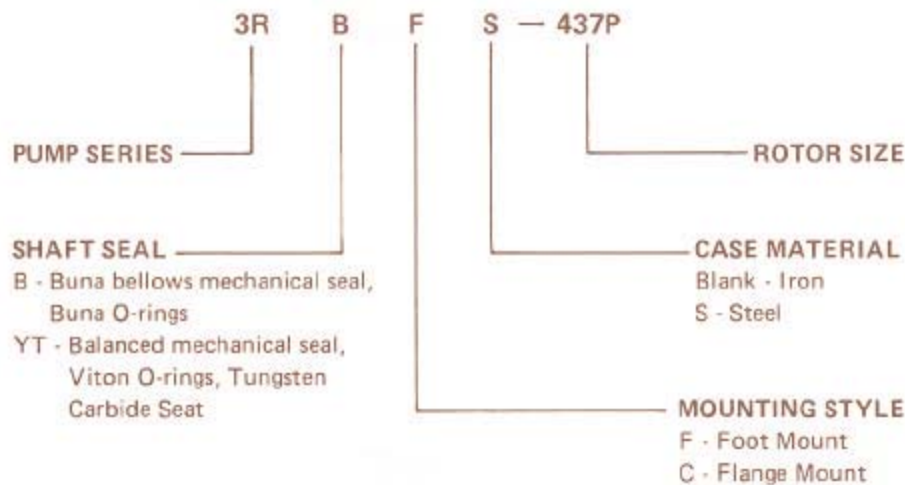 3R B F S — 437P
PUMP SERIES
ROTOR SIZE
SHAFT SEAL
B - Buna bellows mechanical seal,
Buna O-rings
YT - Balanced mechanical seal,
Viton O-rings, Tungsten
Carbide Seat
CASE MATERIAL
Blank - Iron
S - Steel
MOUNTING STYLE
F - Foot Mount
C - Flange Mount